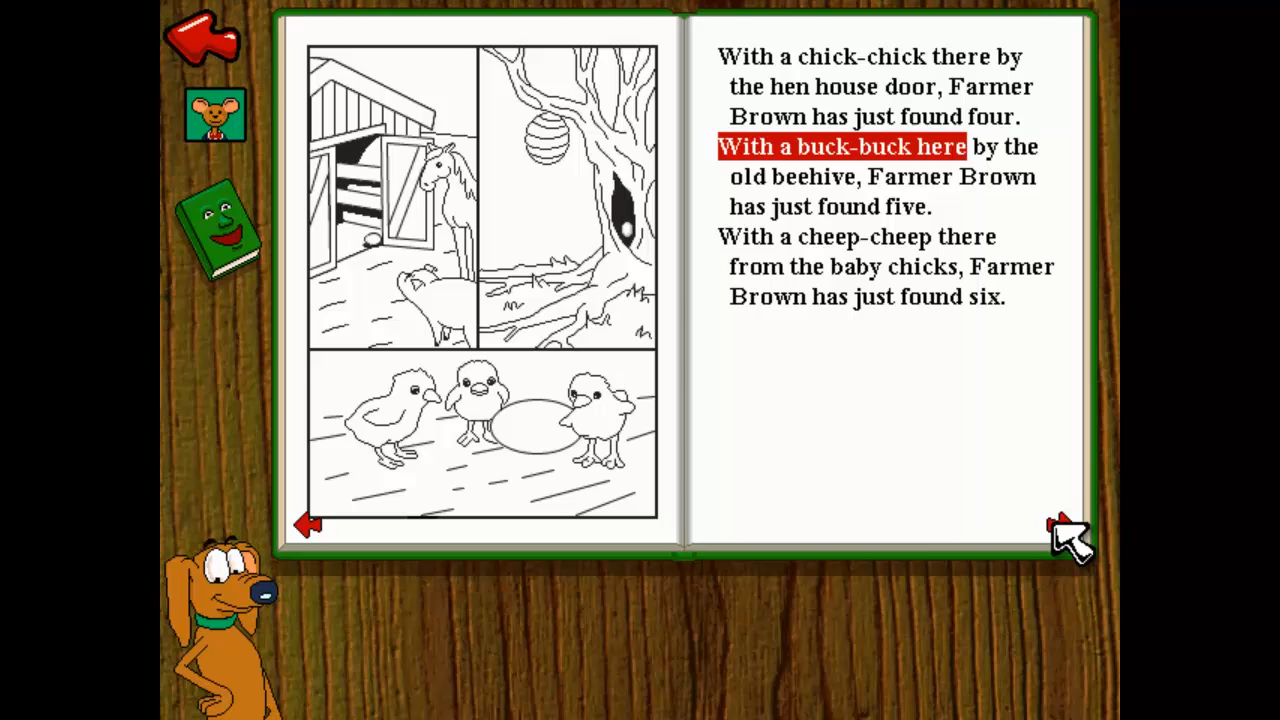 With a chick-chick there by
the hen house door, Farmer
Brown has just found four.
With a buck-buck here by the
old beehive, Farmer Brown
has just found five.
With a cheep-cheep there
from the baby chicks, Farmer
Brown has just found six.